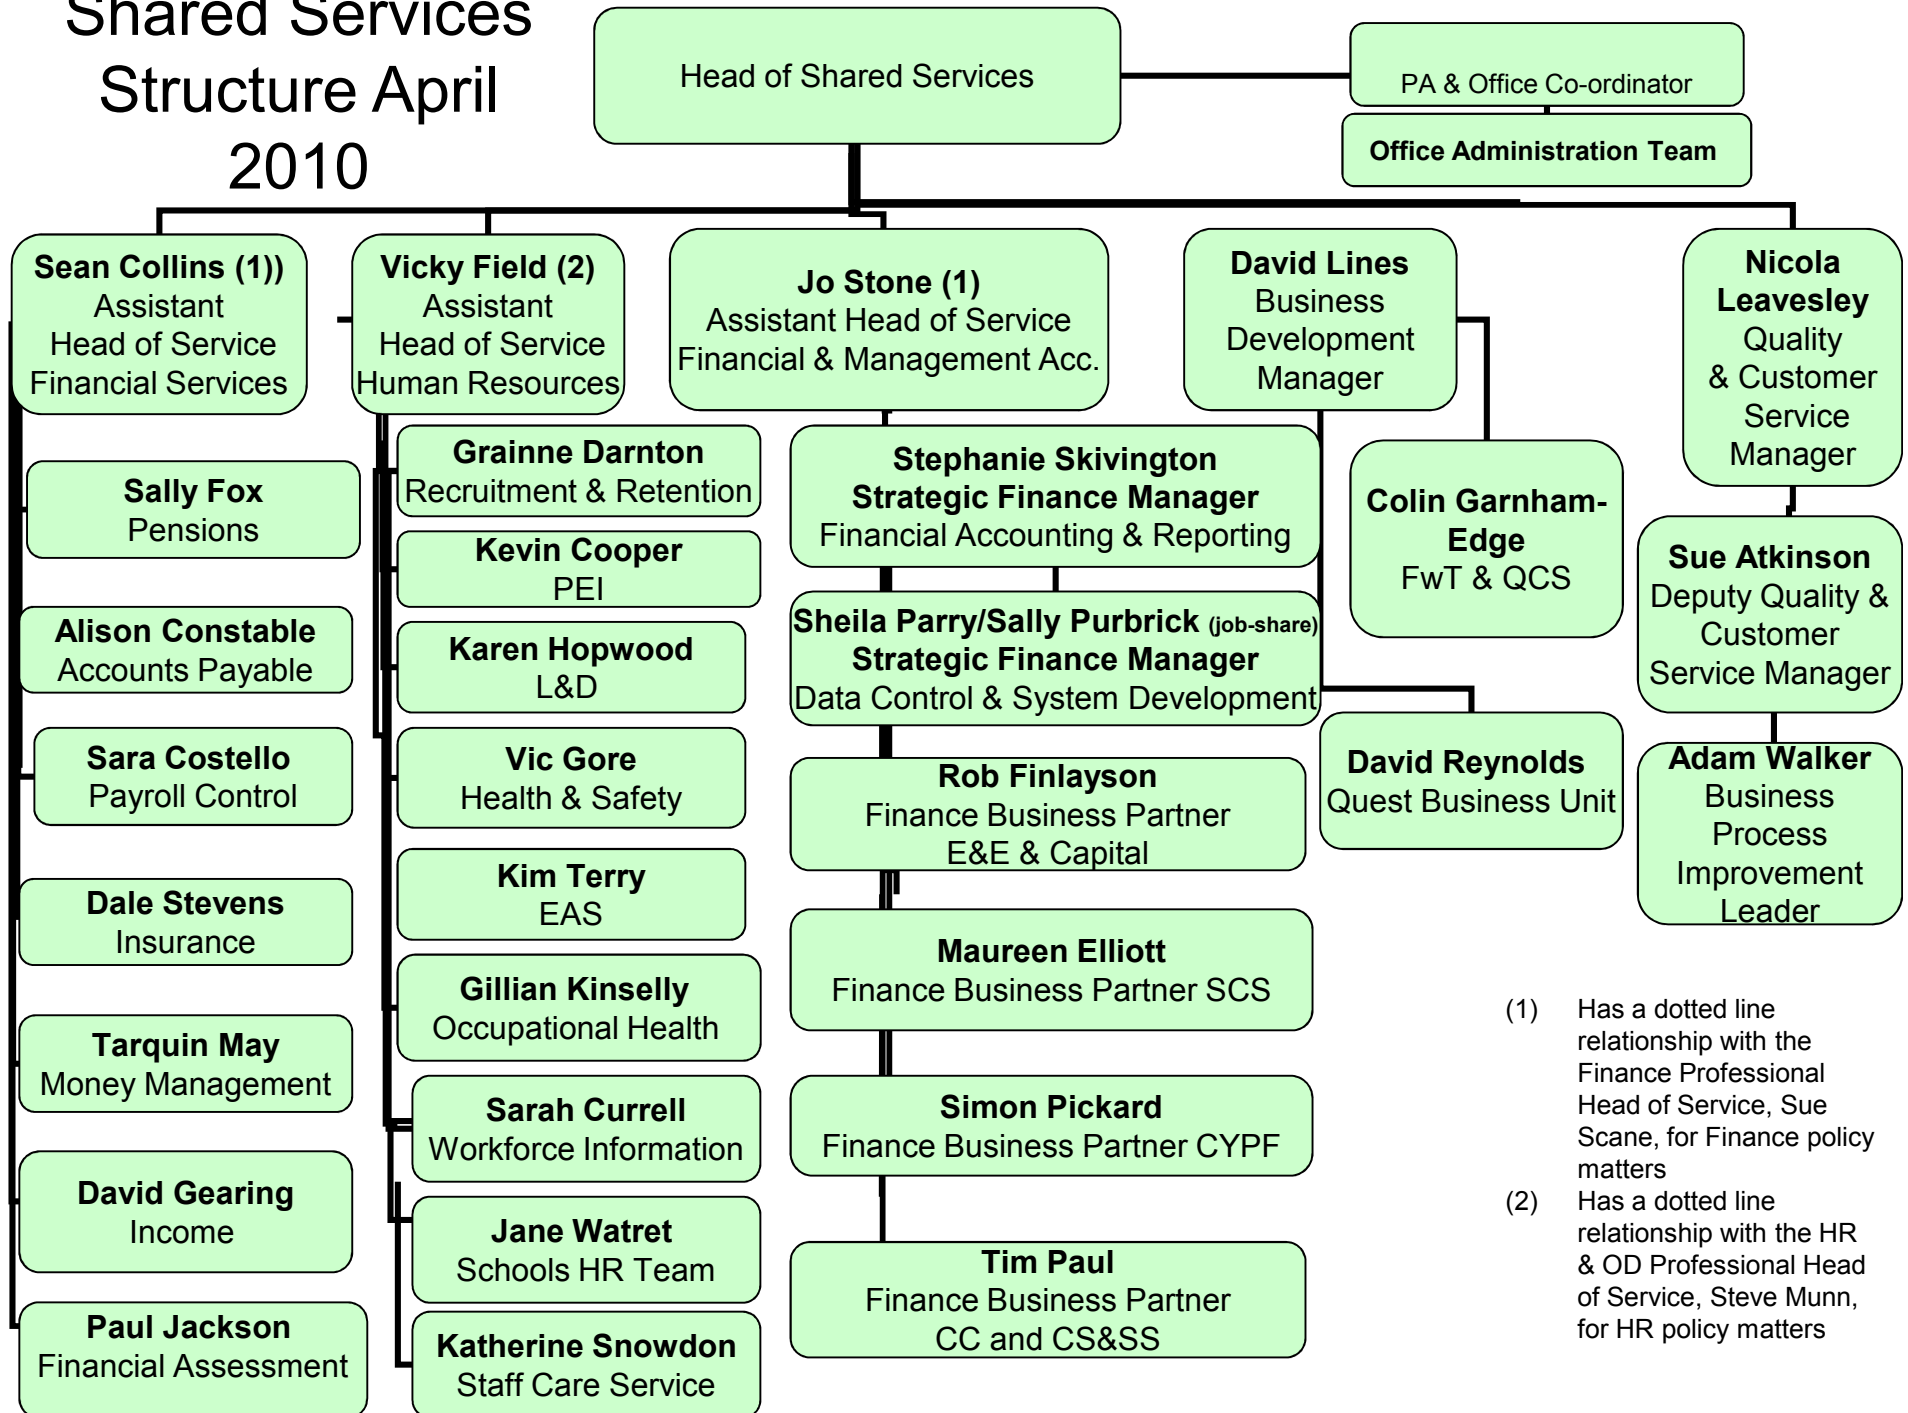 Shared Services
Structure April
2010
Head of Shared Services
PA & Office Co-ordinator
Office Administration Team
Sean Collins (1))
Assistant
Head of Service
Financial Services
Vicky Field (2)
Assistant
Head of Service
Human Resources
Jo Stone (1)
Assistant Head of Service
Financial & Management Acc.
David Lines
Business
Development
Manager
Nicola
Leavesley
Quality
& Customer
Service
Manager
Sally Fox
Pensions
Alison Constable
Accounts Payable
Sara Costello
Payroll Control
Dale Stevens
Insurance
Tarquin May
Money Management
David Gearing
Income
Paul Jackson
Financial Assessment
Grainne Darnton
Recruitment & Retention
Kevin Cooper
PEI
Karen Hopwood
L&D
Vic Gore
Health & Safety
Kim Terry
EAS
Gillian Kinselly
Occupational Health
Sarah Currell
Workforce Information
Jane Watret
Schools HR Team
Katherine Snowdon
Staff Care Service
Stephanie Skivington
Strategic Finance Manager
Financial Accounting & Reporting
Sheila Parry/Sally Purbrick (job-share)
Strategic Finance Manager
Data Control & System Development
Rob Finlayson
Finance Business Partner
E&E & Capital
Maureen Elliott
Finance Business Partner SCS
Simon Pickard
Finance Business Partner CYPF
Tim Paul
Finance Business Partner
CC and CS&SS
Colin Garnham-
Edge
FwT & QCS
David Reynolds
Quest Business Unit
Sue Atkinson
Deputy Quality &
Customer
Service Manager
Adam Walker
Business
Process
Improvement
Leader
(1) Has a dotted line
relationship with the
Finance Professional
Head of Service, Sue
Scane, for Finance policy
matters
(2) Has a dotted line
relationship with the HR
& OD Professional Head
of Service, Steve Munn,
for HR policy matters